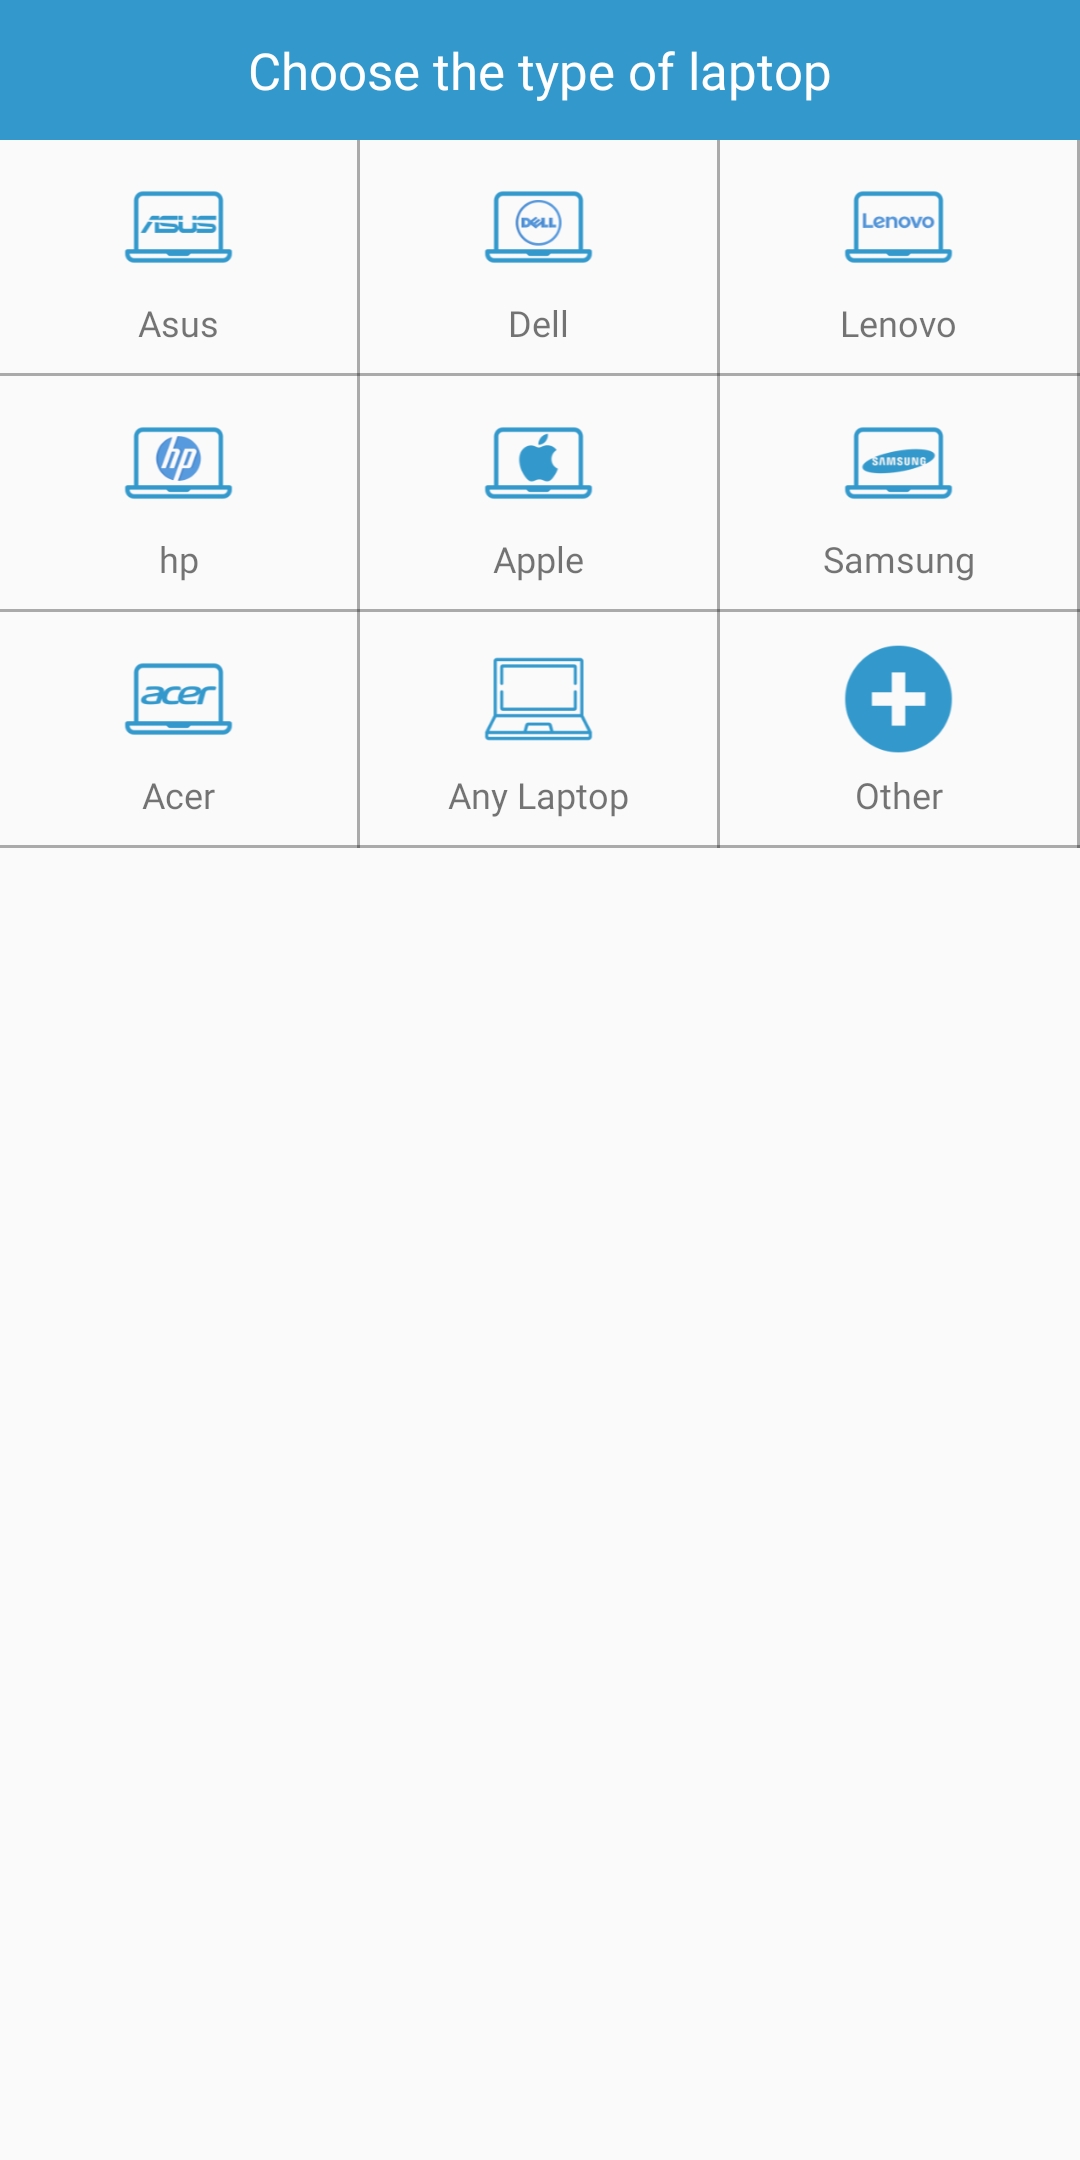 Choose the type of laptop
ASUS DELL Lenovo
Asus Dell Lenovo
hp SAMSUNG
hp Apple Samsung
acer
Acer Any Laptop Other